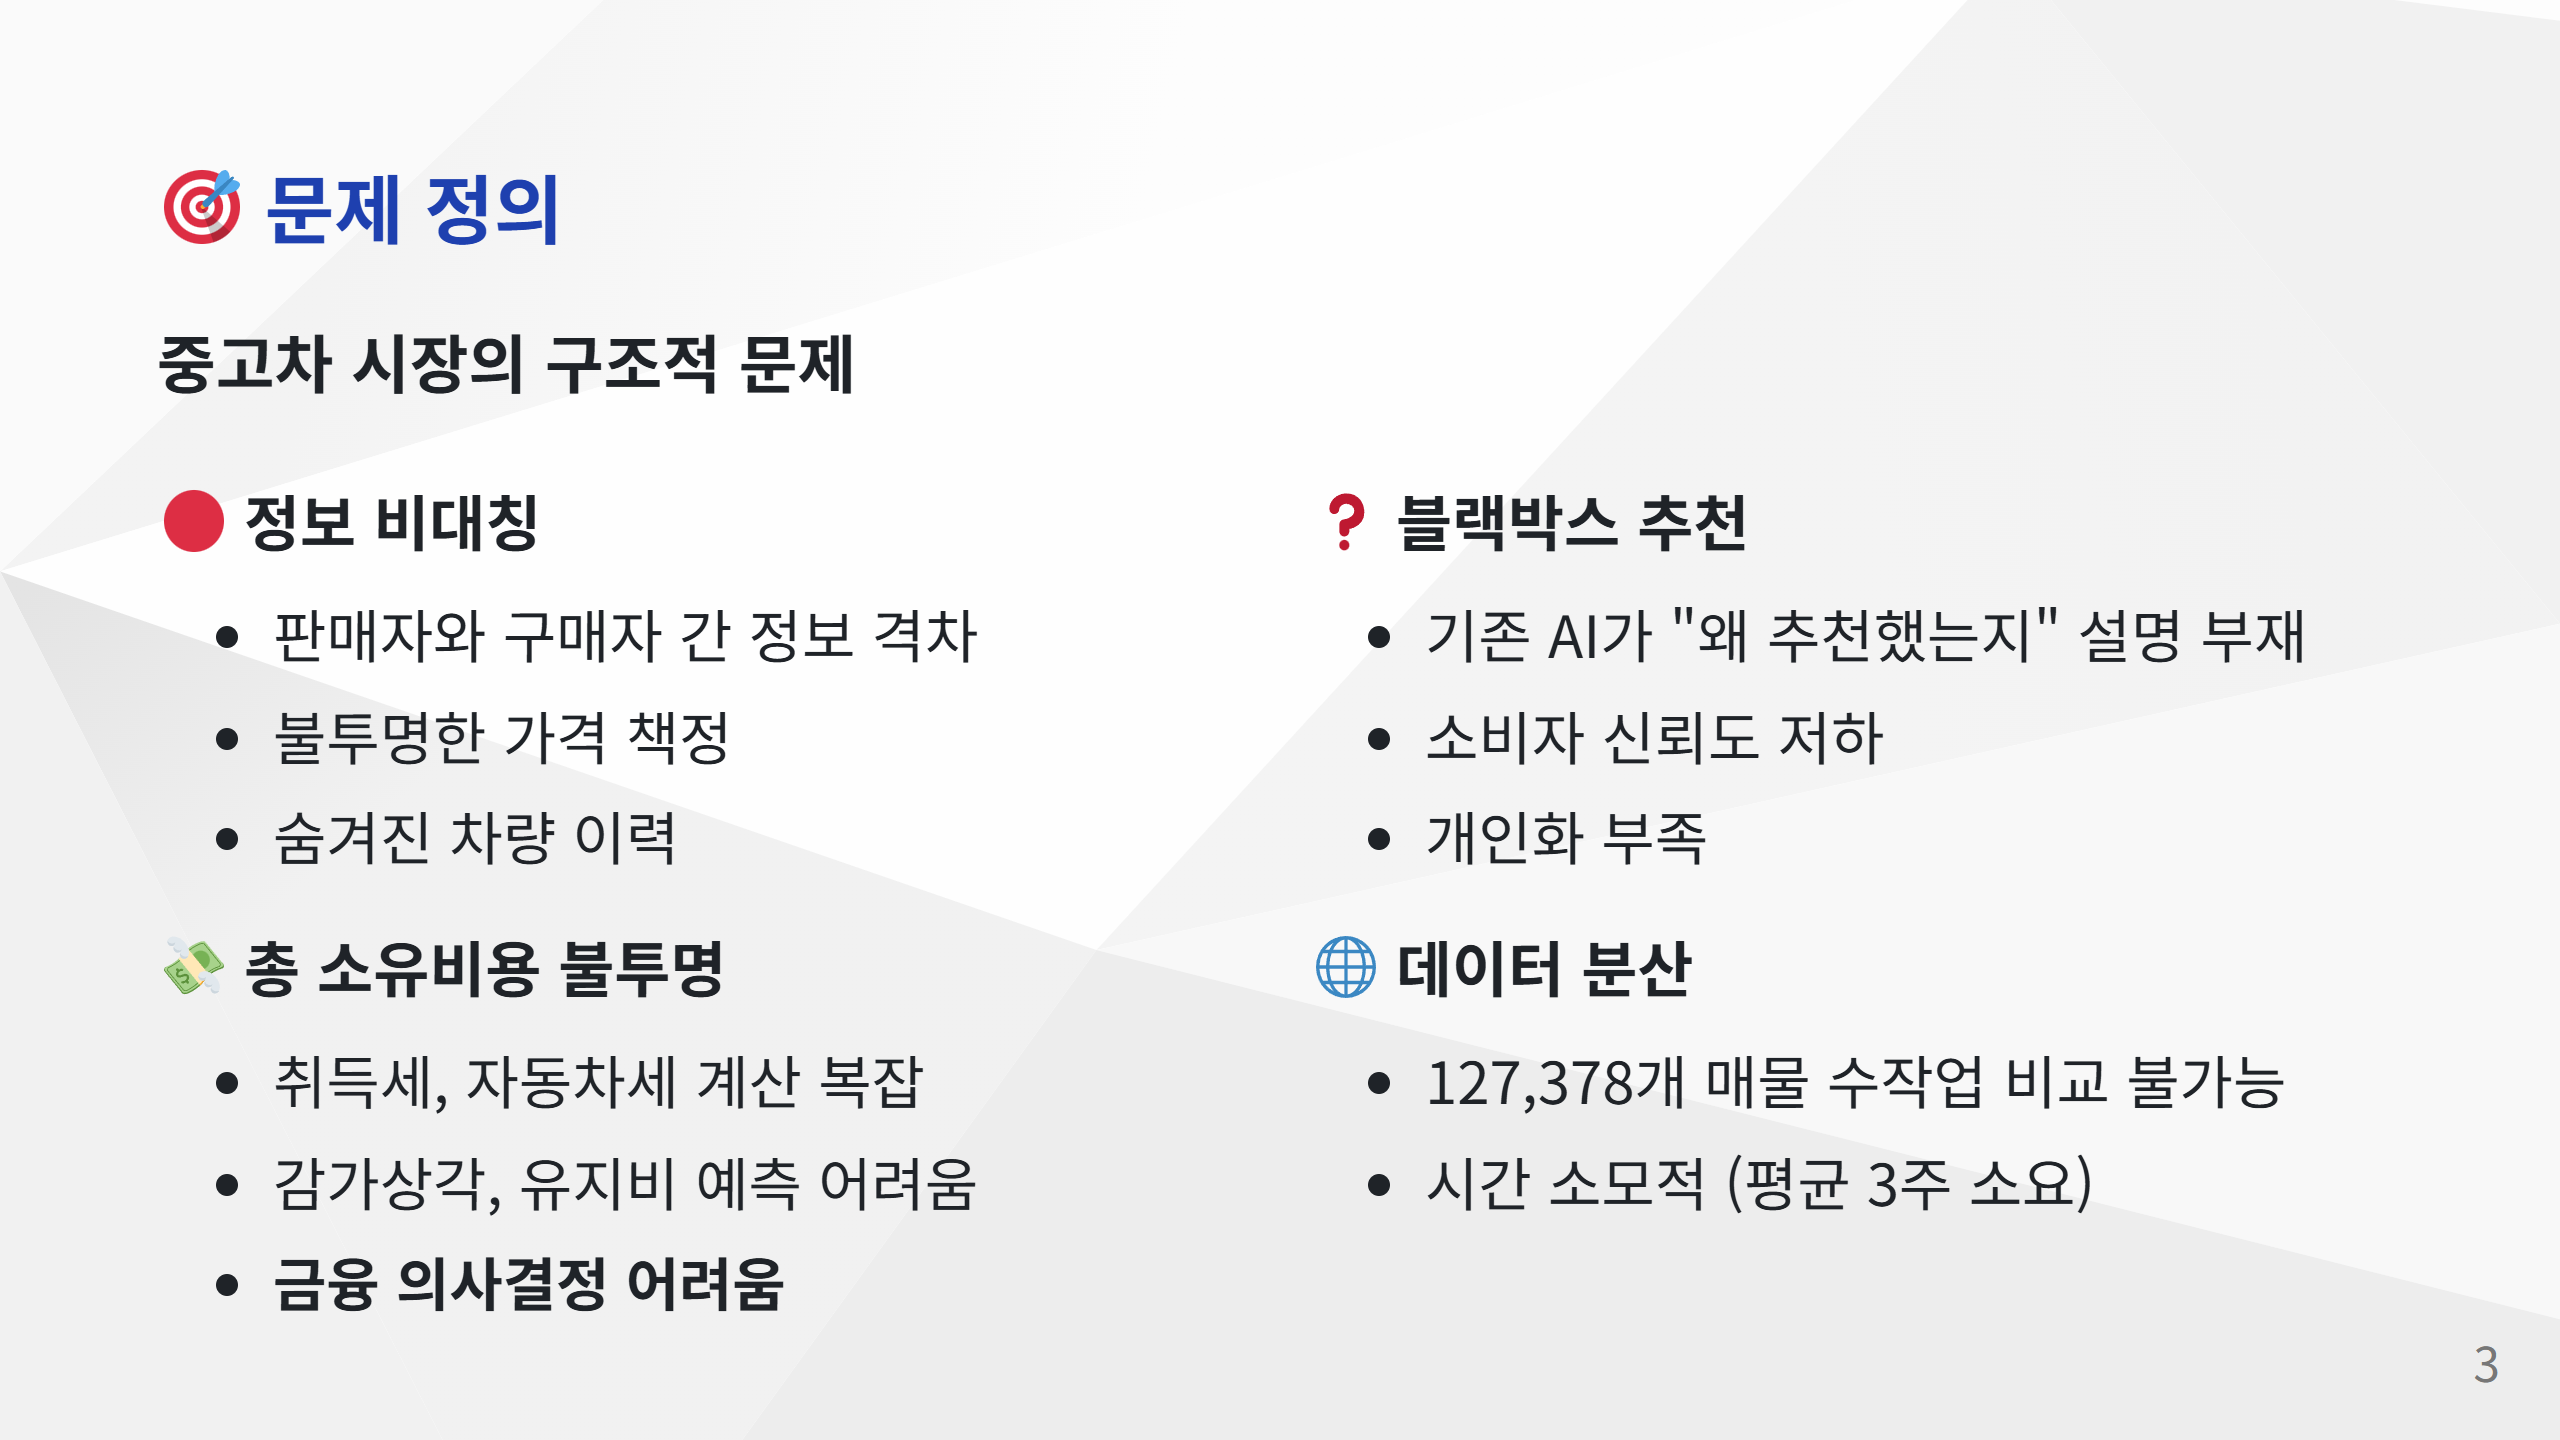 🎯 문제 정의
중고차 시장의 구조적 문제
🔴 정보 비대칭
• 판매자와 구매자 간 정보 격차
• 불투명한 가격 책정
• 숨겨진 차량 이력
💸 총 소유비용 불투명
• 취득세, 자동차세 계산 복잡
• 감가상각, 유지비 예측 어려움
• 금융 의사결정 어려움
❓ 블랙박스 추천
• 기존 AI가 "왜 추천했는지" 설명 부재
• 소비자 신뢰도 저하
• 개인화 부족
🌐 데이터 분산
• 127,378개 매물 수작업 비교 불가능
• 시간 소모적 (평균 3주 소요)
3